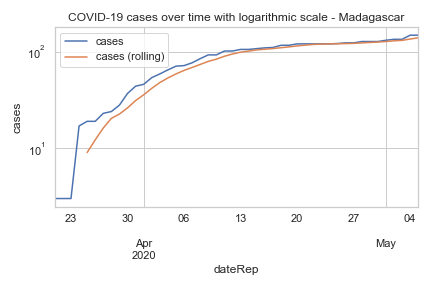 COVID-19 cases over time with logarithmic scale - Madagascar
cases
cases (rolling)
10²
10¹
cases
23 30 06 13 20 27 04
Apr May
2020
dateRep